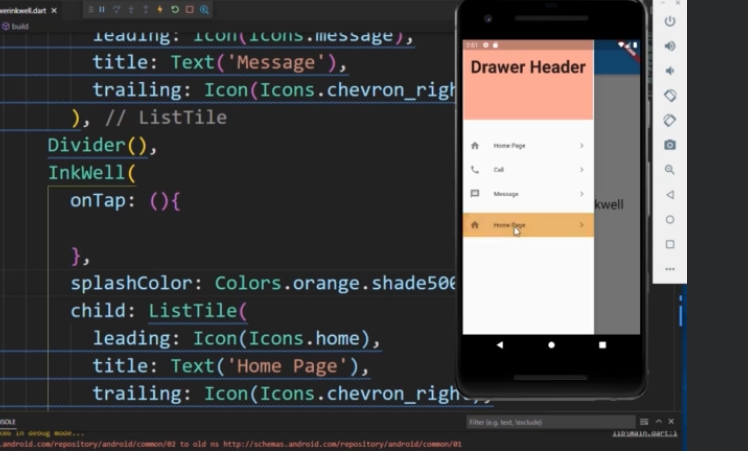 werinkwell.dart ×
build
leading: Icon(Icons.message),
title: Text('Message'),
trailing: Icon(Icons.chevron_righ
), // ListTile
Divider(),
InkWell(
onTap: (){
},
splashColor: Colors.orange.shade500
child: ListTile(
leading: Icon(Icons.home),
title: Text('Home Page'),
trailing: Icon(Icons.chevron_right),
Drawer Header
Home Page
Call
Message
Home Page
kwell
NSOLE
Filter (e.g. text, !exclude)
in debug mode...
lib\main.dart:1
.android.com/repository/android/common/02 to old ns http://schemas.android.com/repository/android/common/01